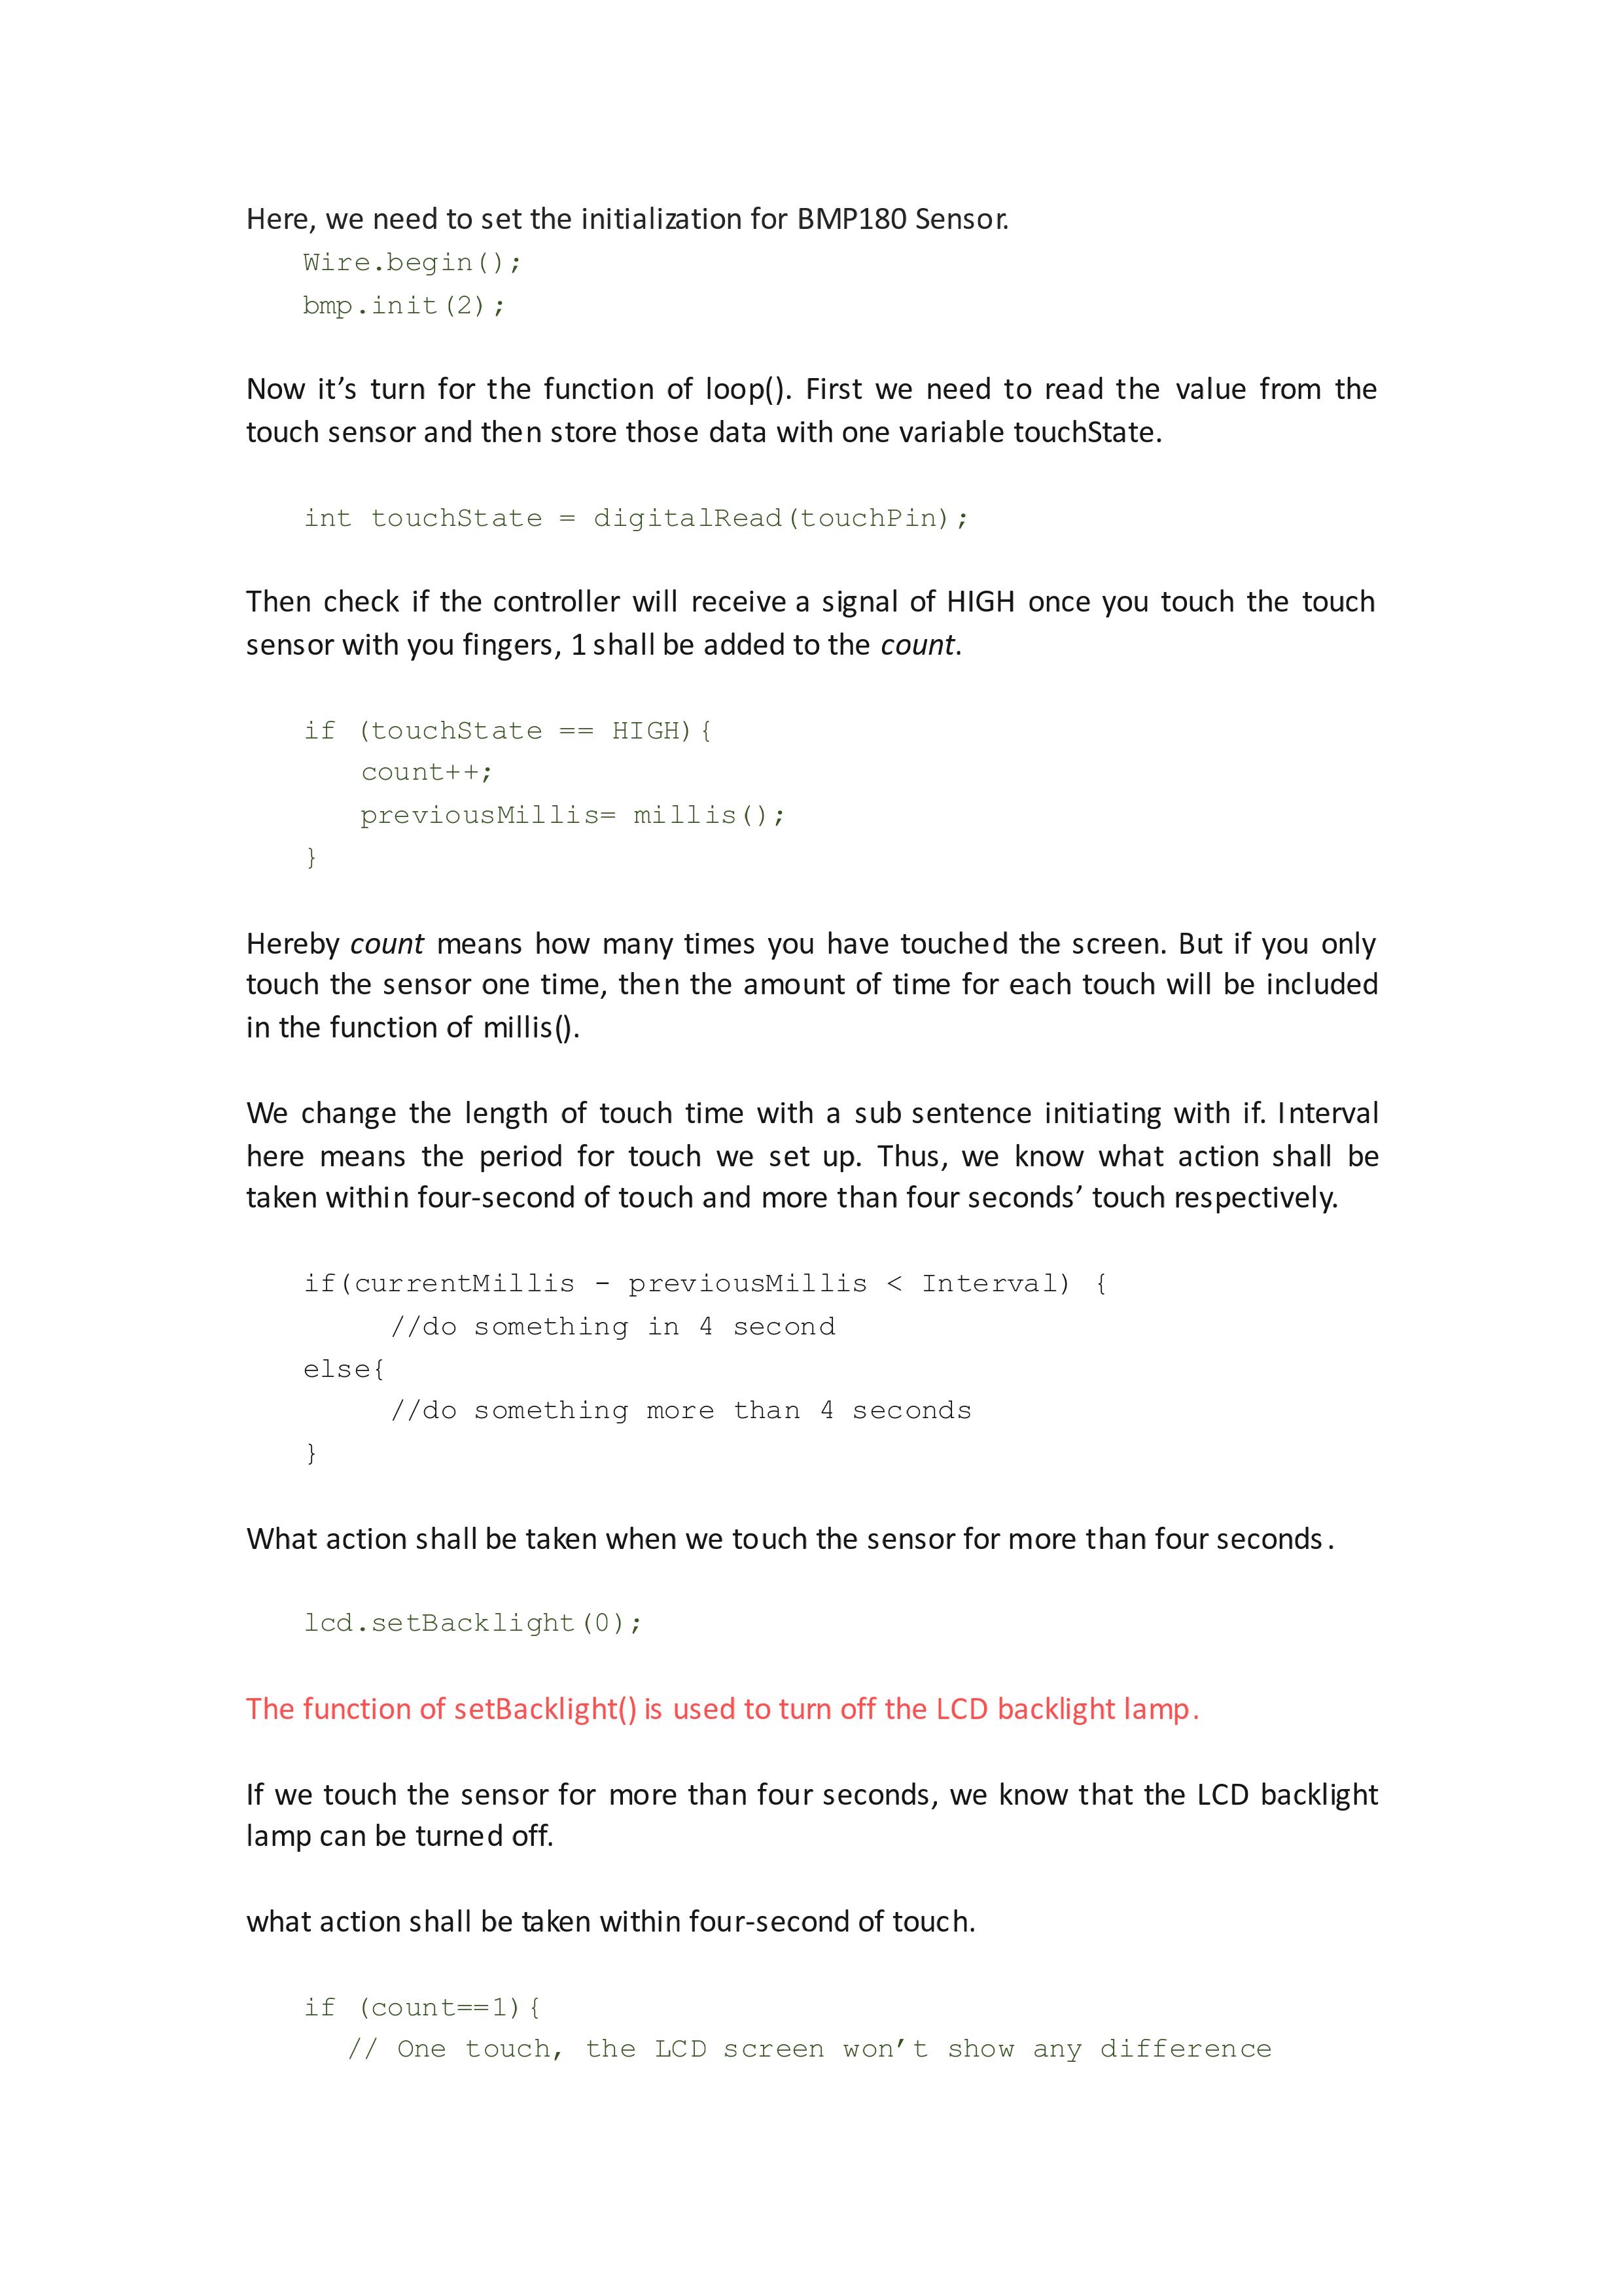 Here, we need to set the initialization for BMP180 Sensor.
Wire.begin();
bmp.init(2);
Now it’s turn for the function of loop(). First we need to read the value from the
touch sensor and then store those data with one variable touchState.
int touchState = digitalRead(touchPin);
Then check if the controller will receive a signal of HIGH once you touch the touch
sensor with you fingers, 1 shall be added to the count.
if (touchState == HIGH){
count++;
previousMillis= millis();
}
Hereby count means how many times you have touched the screen. But if you only
touch the sensor one time, then the amount of time for each touch will be included
in the function of millis().
We change the length of touch time with a sub sentence initiating with if. Interval
here means the period for touch we set up. Thus, we know what action shall be
taken within four-second of touch and more than four seconds’ touch respectively.
if(currentMillis - previousMillis < Interval) {
//do something in 4 second
else{
//do something more than 4 seconds
}
What action shall be taken when we touch the sensor for more than four seconds.
lcd.setBacklight(0);
The function of setBacklight() is used to turn off the LCD backlight lamp.
If we touch the sensor for more than four seconds, we know that the LCD backlight
lamp can be turned off.
what action shall be taken within four-second of touch.
if (count==1){
// One touch, the LCD screen won’t show any difference